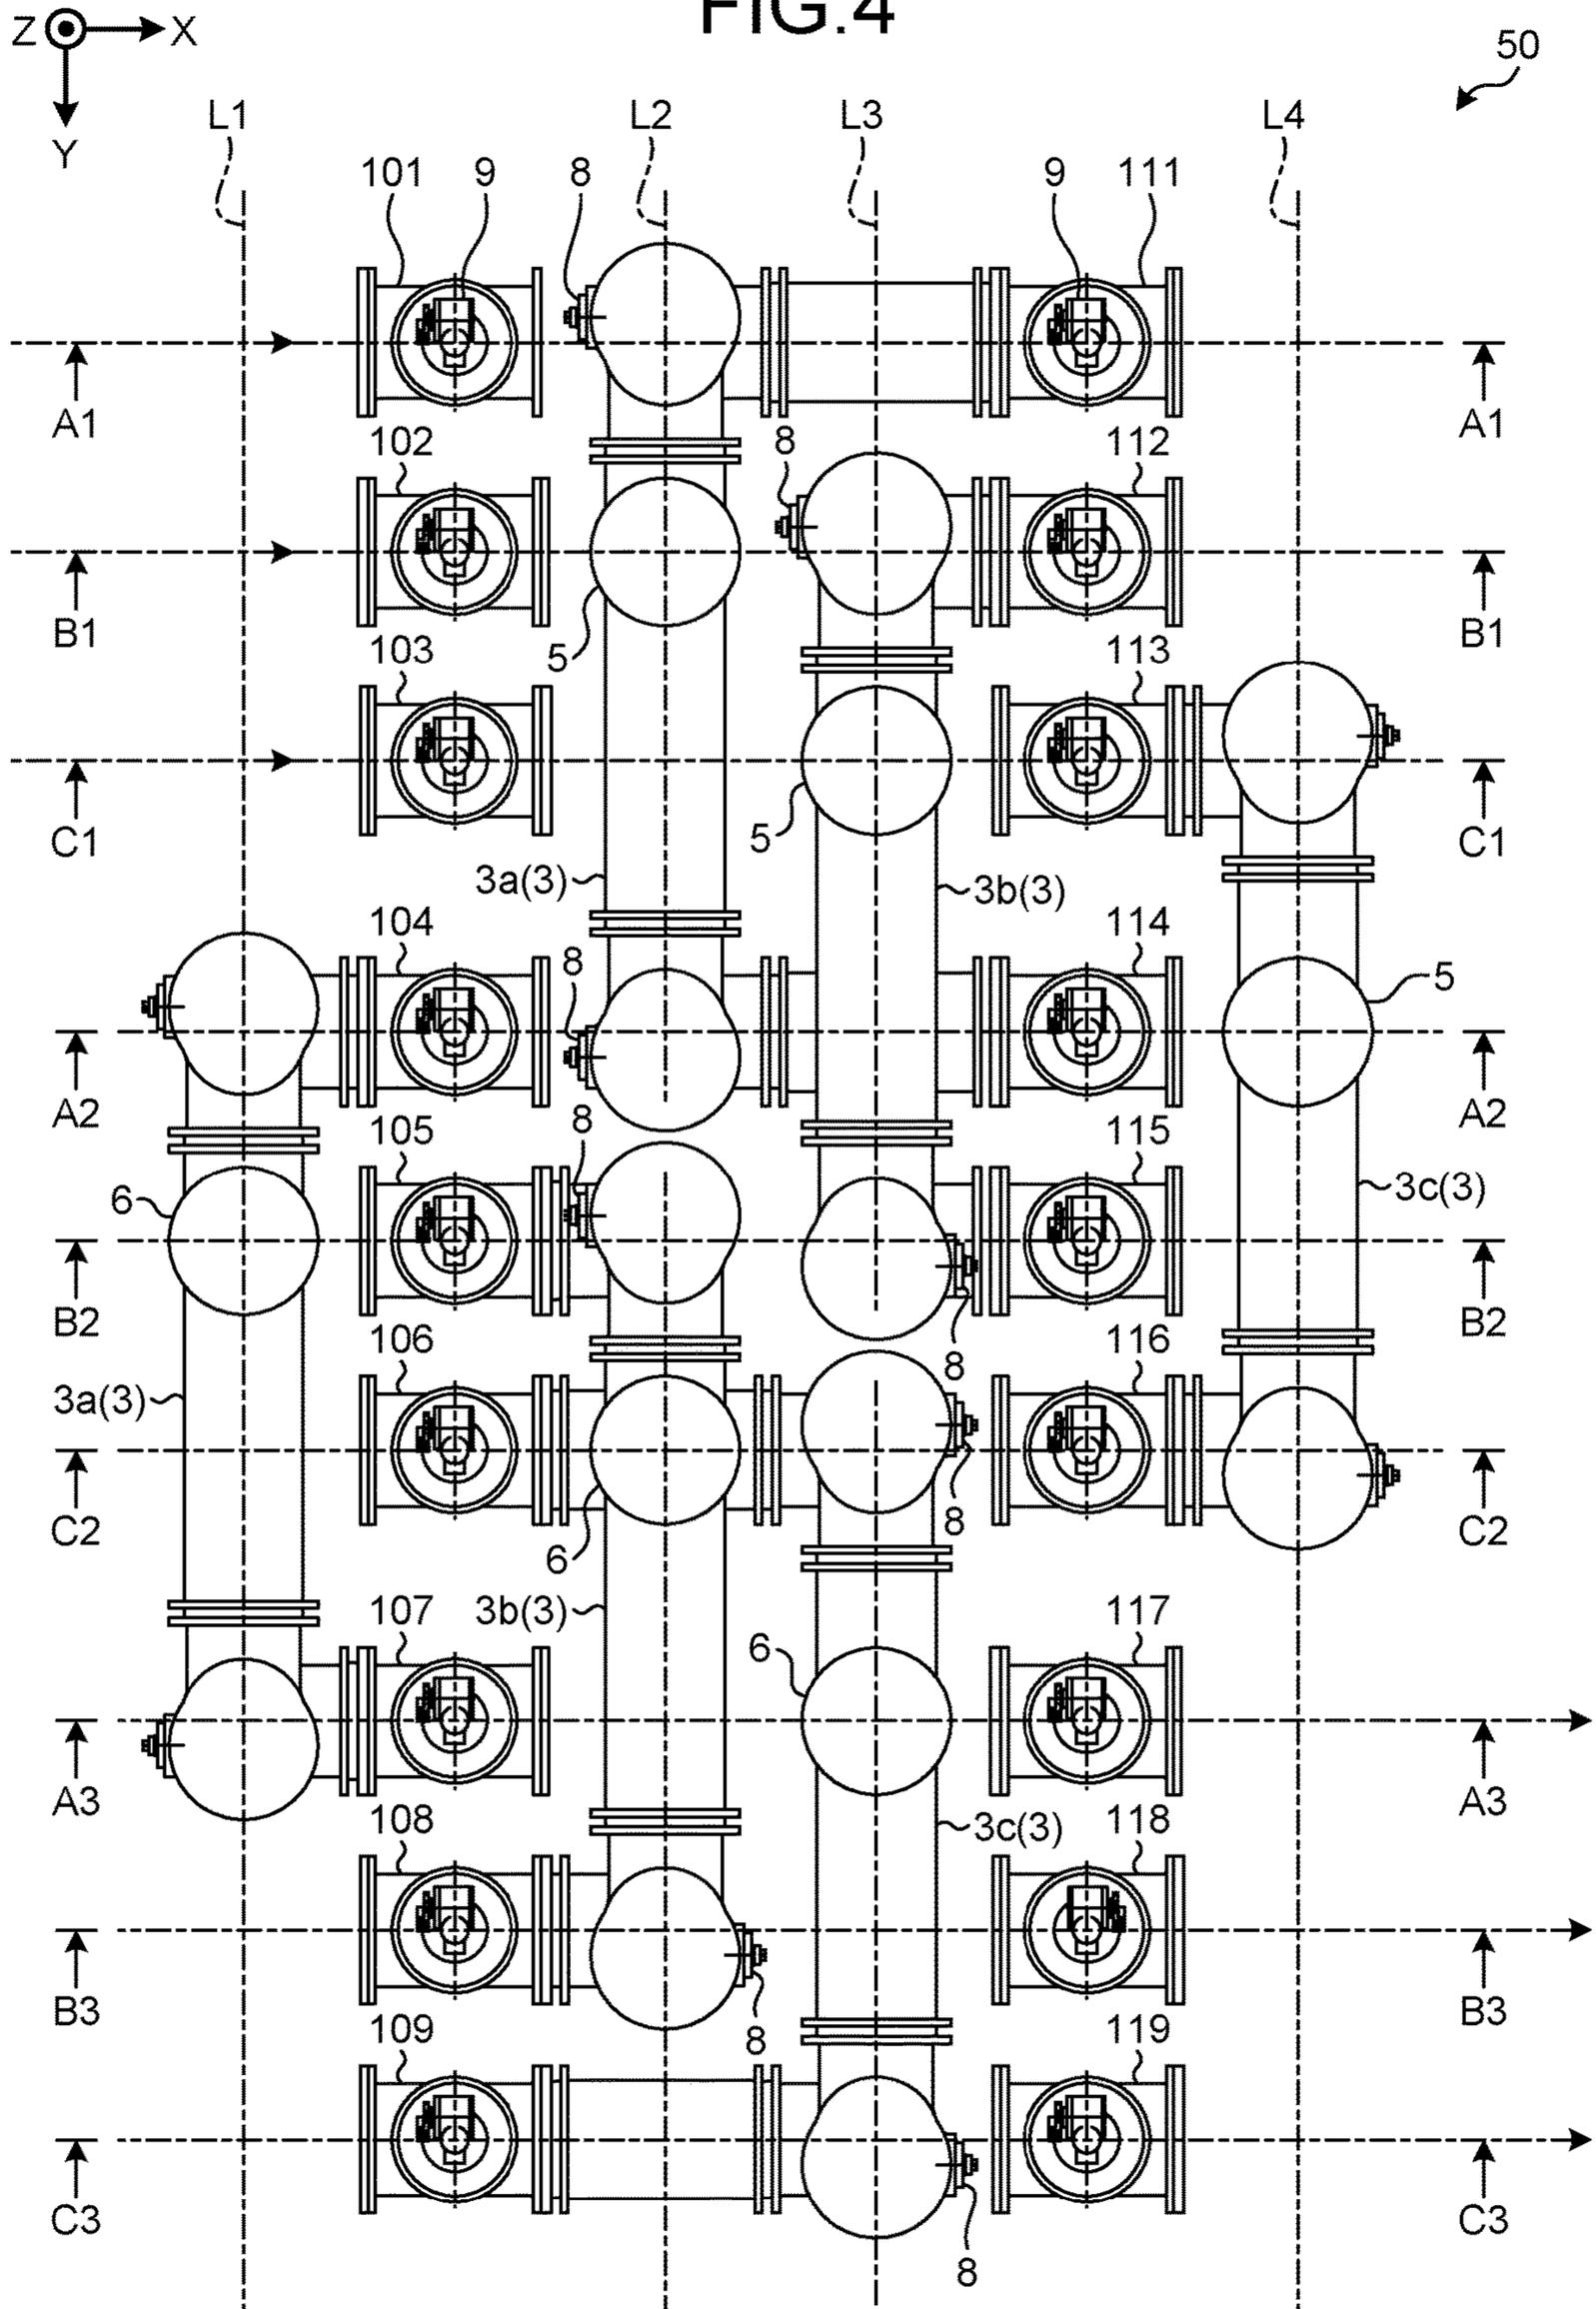 FIG.4
Z X
Y
50
L1 L2 L3 L4
101 9 8 9 111
A1 A1
102 8 112
B1 5 B1
103 113
C1 5 C1
3a(3) 3b(3)
104 8 114
5
A2 8 A2
105 115
6 3c(3)
B2 B2
106 8 116
3a(3)
C2 8 C2
6
107 3b(3) 117
6
A3 A3
108 3c(3) 118
B3 B3
109 8 119
C3 C3
8